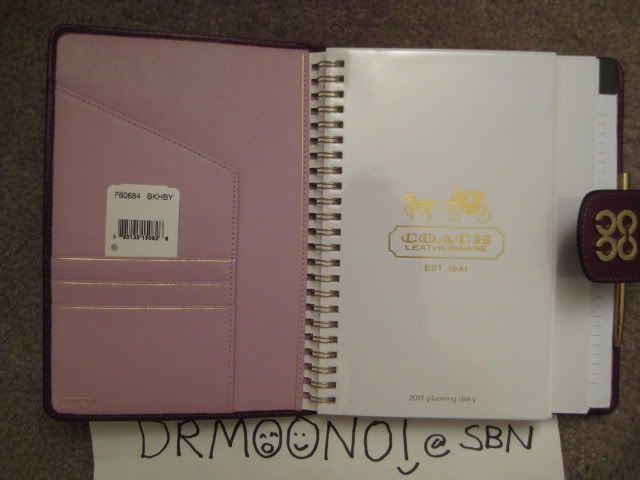 F60684 BKHBY
COACH
LEATHERWARE
EST. 1941
2011 planning diary
DRMOONO!@SBN